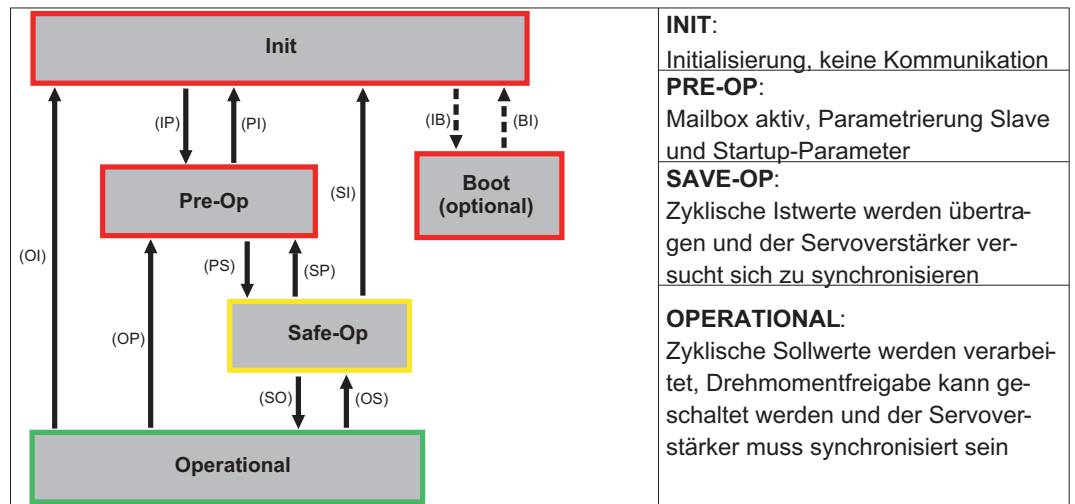 Init
(IP)
(PI)
(IB)
(BI)
Pre-Op
Boot
(optional)
(SI)
(OI)
(PS)
(SP)
(OP)
Safe-Op
(SO)
(OS)
Operational
INIT:
Initialisierung, keine Kommunikation
PRE-OP:
Mailbox aktiv, Parametrierung Slave
und Startup-Parameter
SAVE-OP:
Zyklische Istwerte werden übertra-
gen und der Servoverstärker ver-
sucht sich zu synchronisieren
OPERATIONAL:
Zyklische Sollwerte werden verarbei-
tet, Drehmomentfreigabe kann ge-
schaltet werden und der Servover-
stärker muss synchronisiert sein